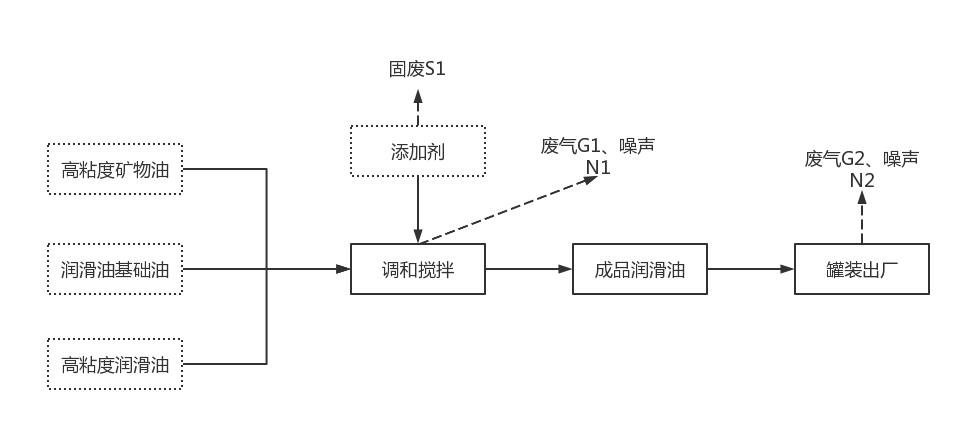 固废S1
添加剂
废气G1、噪声
N1
废气G2、噪声
N2
高粘度矿物油
润滑油基础油
调和搅拌
成品润滑油
罐装出厂
高粘度润滑油